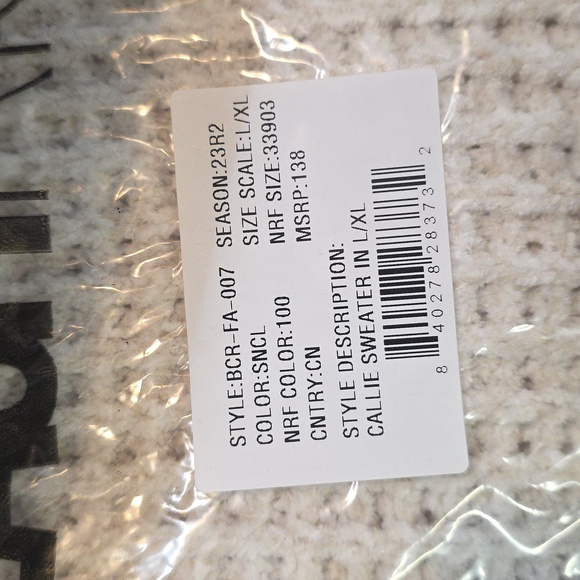 STYLE:BCR-FA-007 SEASON:23R2
COLOR:SNCL SIZE SCALE:L/XL
NRF COLOR:100 NRF SIZE:33903
CNTRY:CN MSRP:138
STYLE DESCRIPTION:
CALLIE SWEATER IN L/XL
8 40278 28373 2